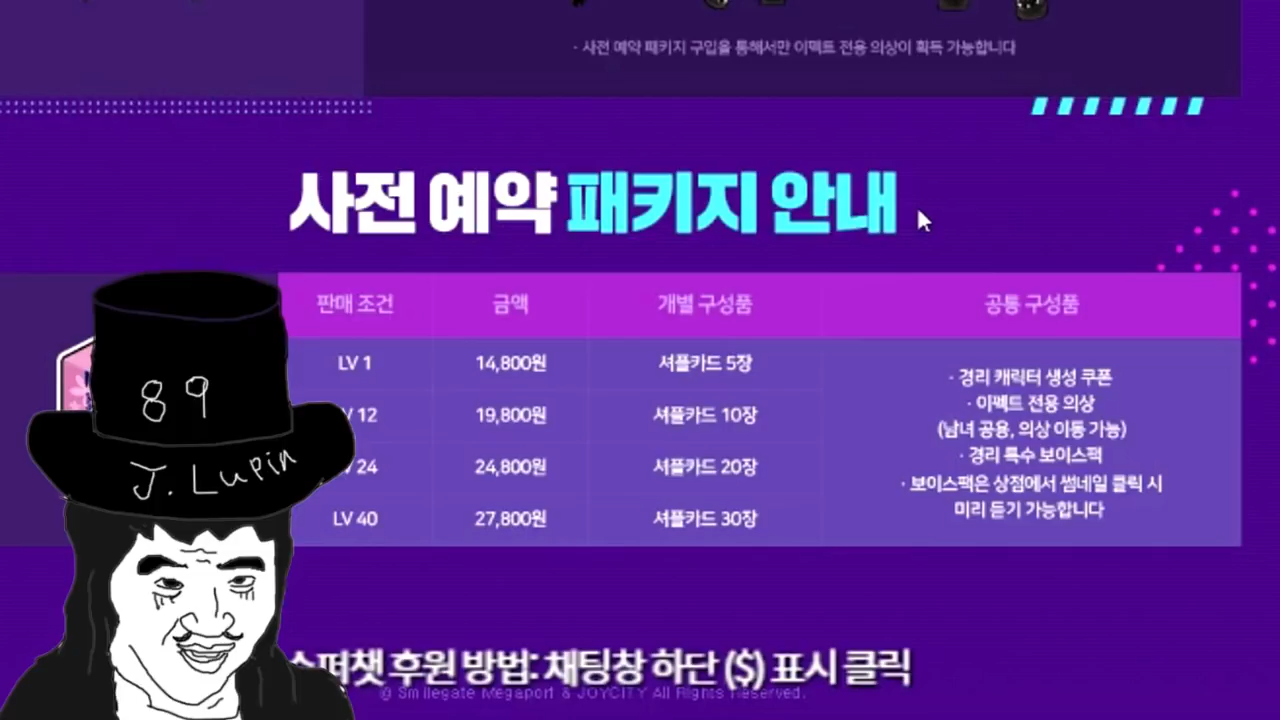 · 사전 예약 패키지 구입을 통해서만 이펙트 전용 의상이 획득 가능합니다
사전 예약 패키지 안내
판매 조건 금액 개별 구성품 공통 구성품
LV 1 14,800원 셔플카드 5장
12 19,800원 셔플카드 10장
24 24,800원 셔플카드 20장
LV 40 27,800원 셔플카드 30장
· 경리 캐릭터 생성 쿠폰
· 이펙트 전용 의상
(남녀 공용, 의상 이동 가능)
· 경리 특수 보이스팩
· 보이스팩은 상점에서 썸네일 클릭 시
미리 듣기 가능합니다
89
J. Lupin
후원 방법: 채팅창 하단 ($) 표시 클릭
@ Smilegate Megaport & JOYCITY All Rights Reserved.